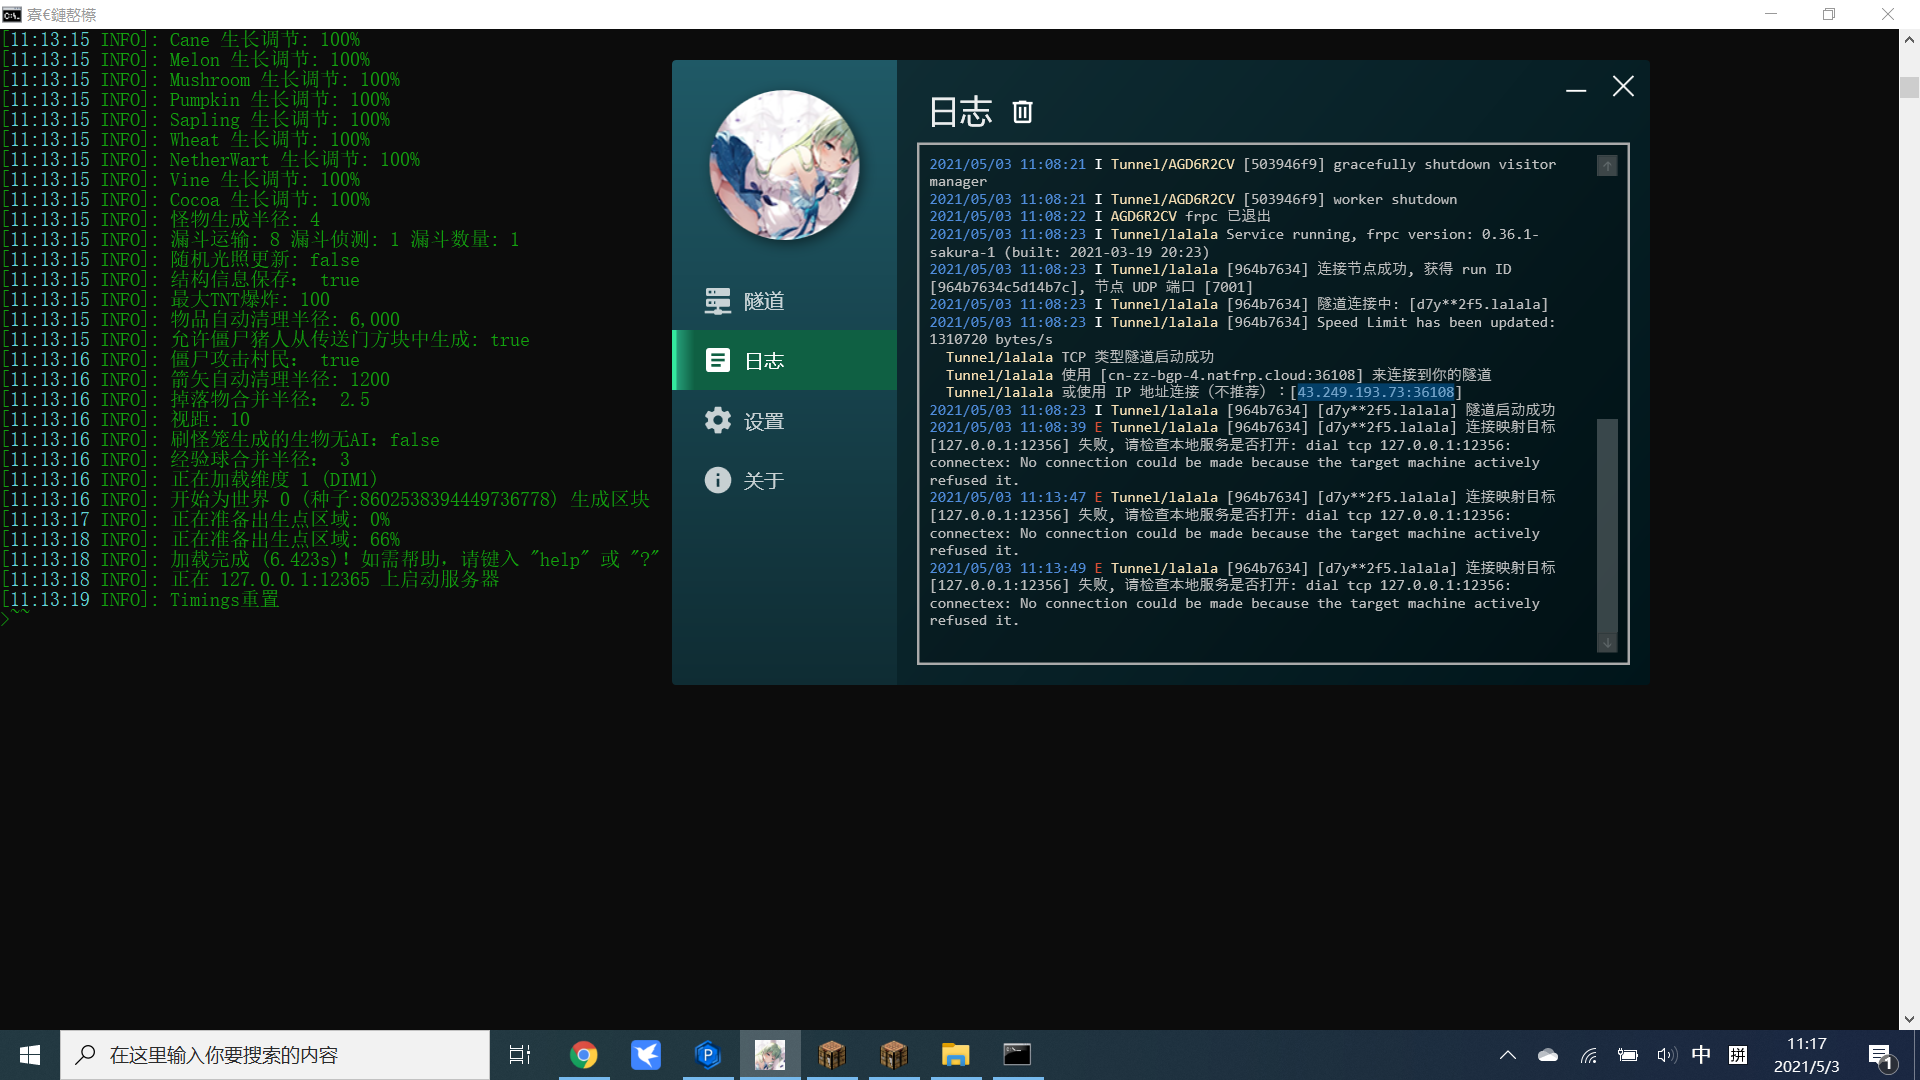 寮€鏈嶅櫒
[11:13:15 INFO]: Cane 生长调节: 100%
[11:13:15 INFO]: Melon 生长调节: 100%
[11:13:15 INFO]: Mushroom 生长调节: 100%
[11:13:15 INFO]: Pumpkin 生长调节: 100%
[11:13:15 INFO]: Sapling 生长调节: 100%
[11:13:15 INFO]: Wheat 生长调节: 100%
[11:13:15 INFO]: NetherWart 生长调节: 100%
[11:13:15 INFO]: Vine 生长调节: 100%
[11:13:15 INFO]: Cocoa 生长调节: 100%
[11:13:15 INFO]: 怪物生成半径: 4
[11:13:15 INFO]: 漏斗运输: 8 漏斗侦测: 1 漏斗数量: 1
[11:13:15 INFO]: 随机光照更新: false
[11:13:15 INFO]: 结构信息保存： true
[11:13:15 INFO]: 最大TNT爆炸: 100
[11:13:15 INFO]: 物品自动清理半径: 6,000
[11:13:15 INFO]: 允许僵尸猪人从传送门方块中生成: true
[11:13:16 INFO]: 僵尸攻击村民： true
[11:13:16 INFO]: 箭矢自动清理半径: 1200
[11:13:16 INFO]: 掉落物合并半径： 2.5
[11:13:16 INFO]: 视距: 10
[11:13:16 INFO]: 刷怪笼生成的生物无AI：false
[11:13:16 INFO]: 经验球合并半径： 3
[11:13:16 INFO]: 正在加载维度 1 (DIM1)
[11:13:16 INFO]: 开始为世界 0 (种子:8602538394449736778) 生成区块
[11:13:17 INFO]: 正在准备出生点区域: 0%
[11:13:18 INFO]: 正在准备出生点区域: 66%
[11:13:18 INFO]: 加载完成 (6.423s)! 如需帮助，请键入 "help" 或 "?"
[11:13:18 INFO]: 正在 127.0.0.1:12365 上启动服务器
[11:13:19 INFO]: Timings重置
>~~
隧道
日志
设置
关于
日志
2021/05/03 11:08:21 I Tunnel/AGD6R2CV [503946f9] gracefully shutdown visitor
manager
2021/05/03 11:08:21 I Tunnel/AGD6R2CV [503946f9] worker shutdown
2021/05/03 11:08:22 I AGD6R2CV frpc 已退出
2021/05/03 11:08:23 I Tunnel/lalala Service running, frpc version: 0.36.1-
sakura-1 (built: 2021-03-19 20:23)
2021/05/03 11:08:23 I Tunnel/lalala [964b7634] 连接节点成功, 获得 run ID
[964b7634c5d14b7c], 节点 UDP 端口 [7001]
2021/05/03 11:08:23 I Tunnel/lalala [964b7634] 隧道连接中: [d7y**2f5.lalala]
2021/05/03 11:08:23 I Tunnel/lalala [964b7634] Speed Limit has been updated:
1310720 bytes/s
Tunnel/lalala TCP 类型隧道启动成功
Tunnel/lalala 使用 [cn-zz-bgp-4.natfrp.cloud:36108] 来连接到你的隧道
Tunnel/lalala 或使用 IP 地址连接（不推荐）：[43.249.193.73:36108]
2021/05/03 11:08:23 I Tunnel/lalala [964b7634] [d7y**2f5.lalala] 隧道启动成功
2021/05/03 11:08:39 E Tunnel/lalala [964b7634] [d7y**2f5.lalala] 连接映射目标
[127.0.0.1:12356] 失败, 请检查本地服务是否打开: dial tcp 127.0.0.1:12356:
connectex: No connection could be made because the target machine actively
refused it.
2021/05/03 11:13:47 E Tunnel/lalala [964b7634] [d7y**2f5.lalala] 连接映射目标
[127.0.0.1:12356] 失败, 请检查本地服务是否打开: dial tcp 127.0.0.1:12356:
connectex: No connection could be made because the target machine actively
refused it.
2021/05/03 11:13:49 E Tunnel/lalala [964b7634] [d7y**2f5.lalala] 连接映射目标
[127.0.0.1:12356] 失败, 请检查本地服务是否打开: dial tcp 127.0.0.1:12356:
connectex: No connection could be made because the target machine actively
refused it.
在这里输入你要搜索的内容
中
拼
11:17
2021/5/3
1